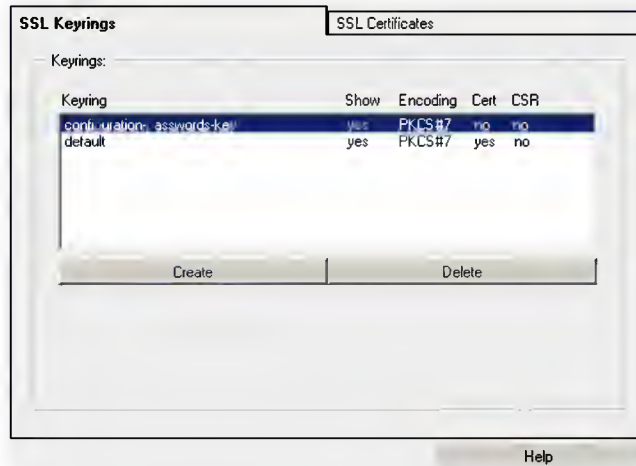 SSL Keyrings SSL Certificates
Keyrings:
Keyring Show Encoding Cert CSR
yes PKCS#7 no no
default yes PKCS#7 yes no
Create Delete
Help